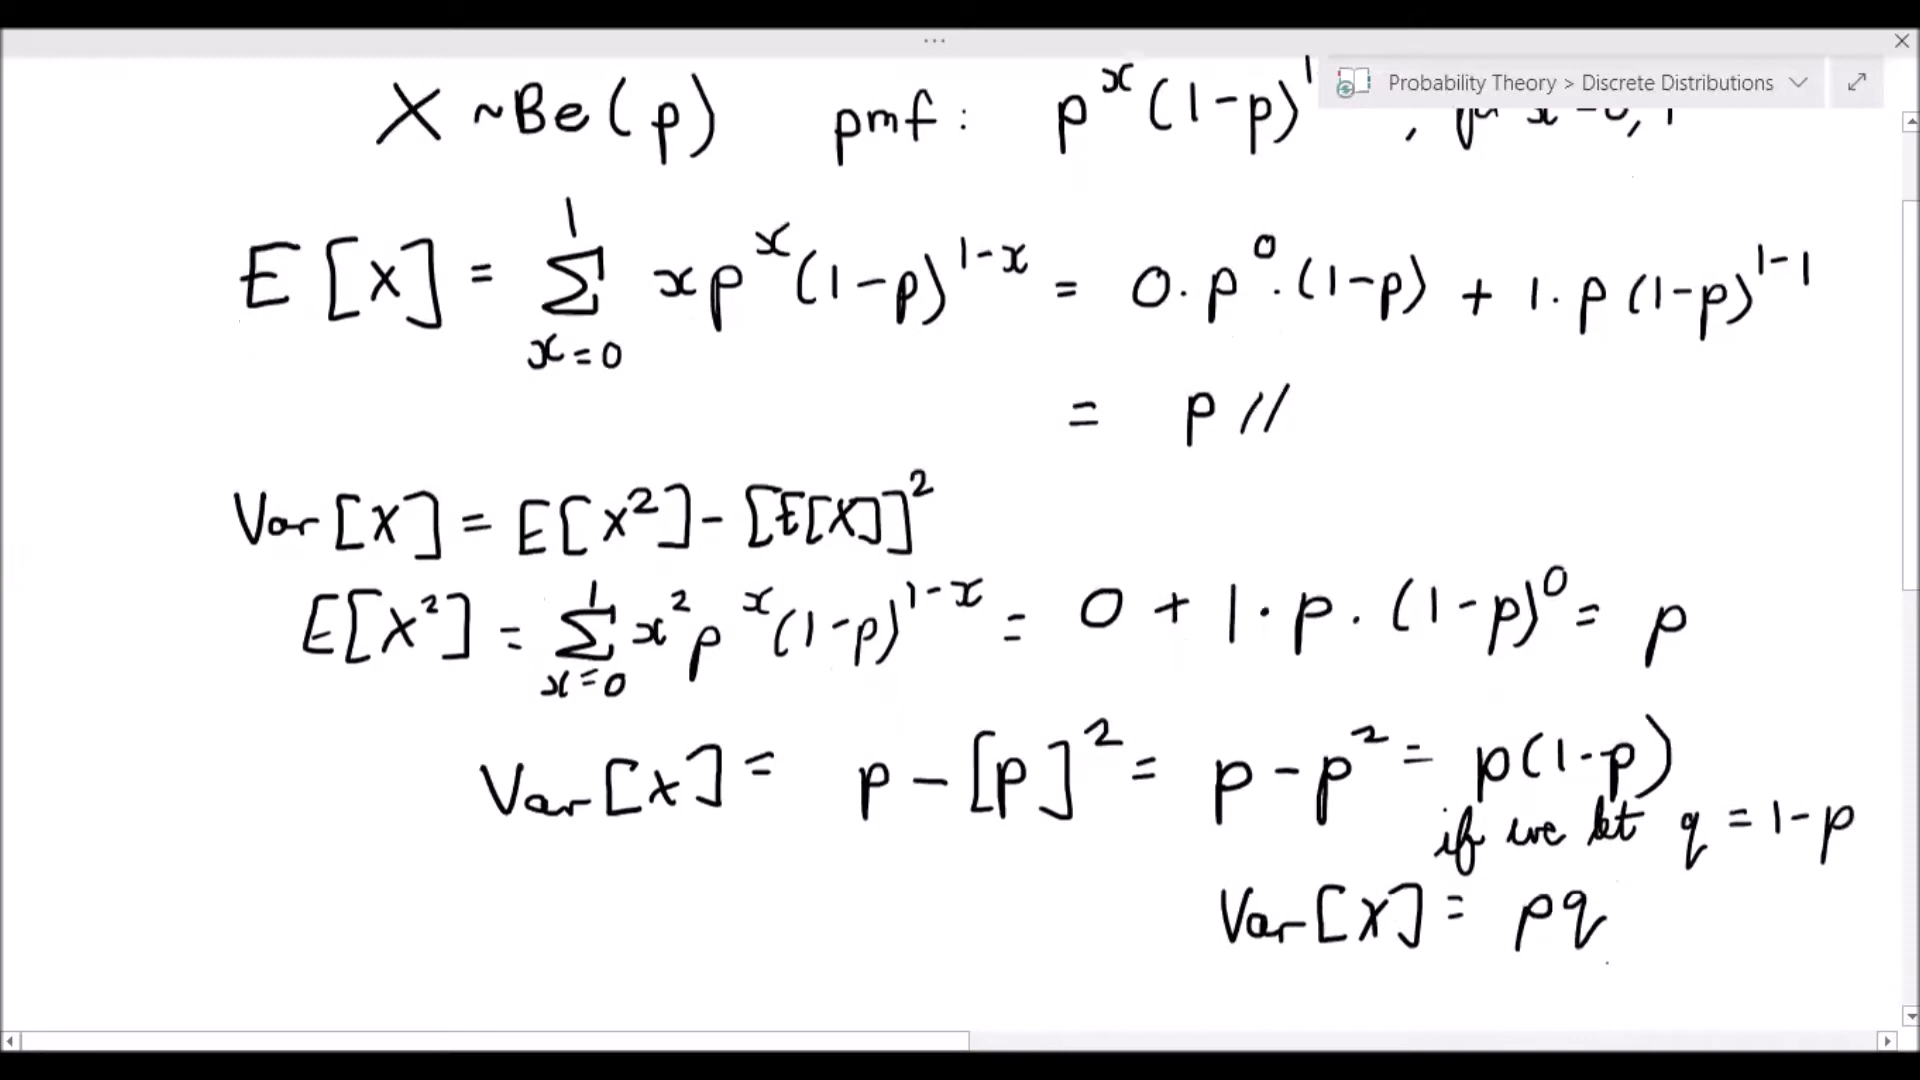 ...
Probability Theory > Discrete Distributions
X ~ Be(p) pmf: p^x (1-p)^1 , x = 0, 1
E[X] = Σ_{x=0}^{1} x p^x (1-p)^{1-x} = 0 . p^0 . (1-p) + 1 . p (1-p)^{1-1}
= p //
Var[X] = E[X²] - [E[X]]²
E[X²] = Σ_{x=0}^{1} x² p^x (1-p)^{1-x} = 0 + 1 . p . (1-p)^0 = p
Var[X] = p - [p]² = p - p² = p(1-p)
if we let q = 1-p
Var[X] = pq